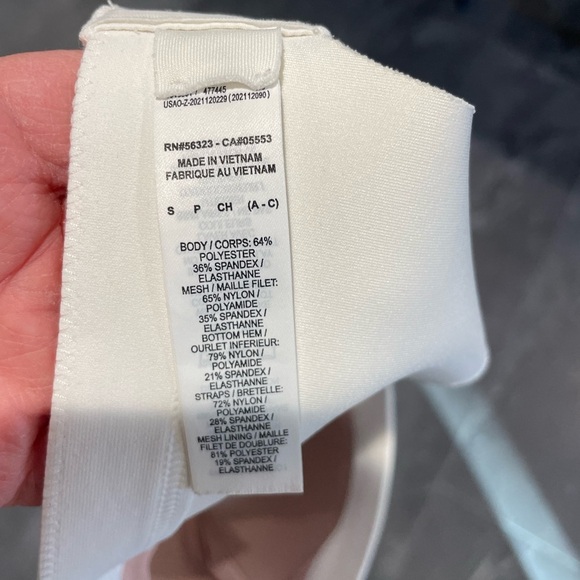 477445
USAO-Z-2021120229 (202112090)
RN#56323 - CA#05553
MADE IN VIETNAM
FABRIQUE AU VIETNAM
S P CH (A - C)
BODY / CORPS: 64%
POLYESTER
36% SPANDEX /
ELASTHANNE
MESH / MAILLE FILET:
65% NYLON /
POLYAMIDE
35% SPANDEX /
ELASTHANNE
BOTTOM HEM /
OURLET INFERIEUR:
79% NYLON /
POLYAMIDE
21% SPANDEX /
ELASTHANNE
STRAPS / BRETELLE:
72% NYLON /
POLYAMIDE
28% SPANDEX /
ELASTHANNE
MESH LINING / MAILLE
FILET DE DOUBLURE:
81% POLYESTER
19% SPANDEX /
ELASTHANNE